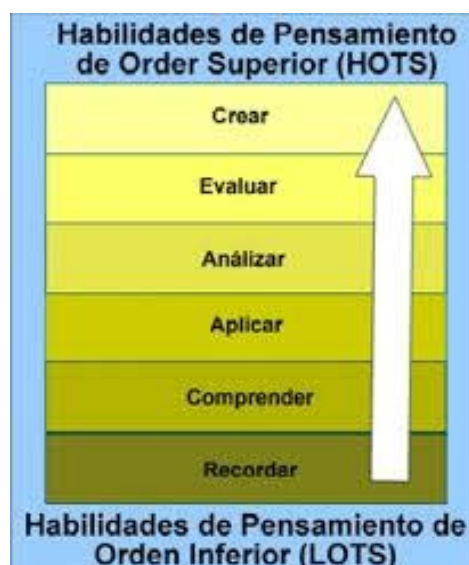 Habilidades de Pensamiento
de Order Superior (HOTS)
Crear
Evaluar
Análizar
Aplicar
Comprender
Recordar
Habilidades de Pensamiento de
Orden Inferior (LOTS)